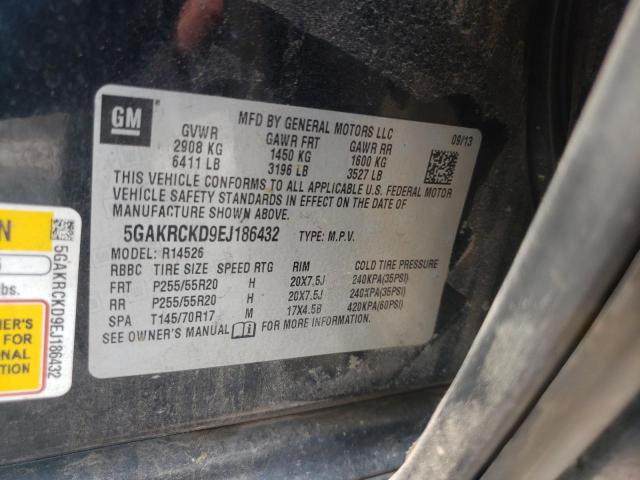 GM
MFD BY GENERAL MOTORS LLC
09/13
GVWR GAWR FRT GAWR RR
2908 KG 1450 KG 1600 KG
6411 LB 3196 LB 3527 LB
THIS VEHICLE CONFORMS TO ALL APPLICABLE U.S. FEDERAL MOTOR
VEHICLE SAFETY STANDARDS IN EFFECT ON THE DATE OF
MANUFACTURE SHOWN ABOVE.
5GAKRCKD9EJ186432 TYPE: M.P.V.
MODEL: R14526
RBBC TIRE SIZE SPEED RTG RIM COLD TIRE PRESSURE
FRT P255/55R20 H 20X7.5J 240KPA(35PSI)
RR P255/55R20 H 20X7.5J 240KPA(35PSI)
SPA T145/70R17 M 17X4.5B 420KPA(60PSI)
SEE OWNER'S MANUAL FOR MORE INFORMATION
N
lbs.
5GAKRCKD9EJ186432